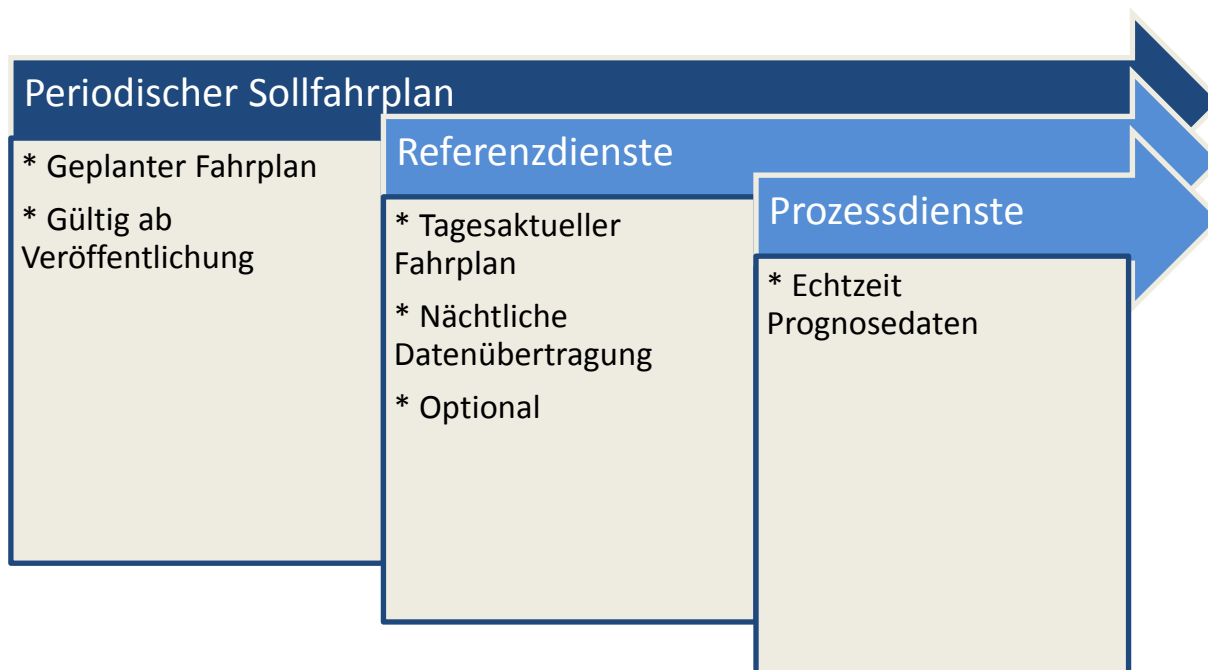 Periodischer Sollfahrplan
* Geplanter Fahrplan
* Gültig ab
Veröffentlichung
Referenzdienste
* Tagesaktueller
Fahrplan
* Nächtliche
Datenübertragung
* Optional
Prozessdienste
* Echtzeit
Prognosedaten